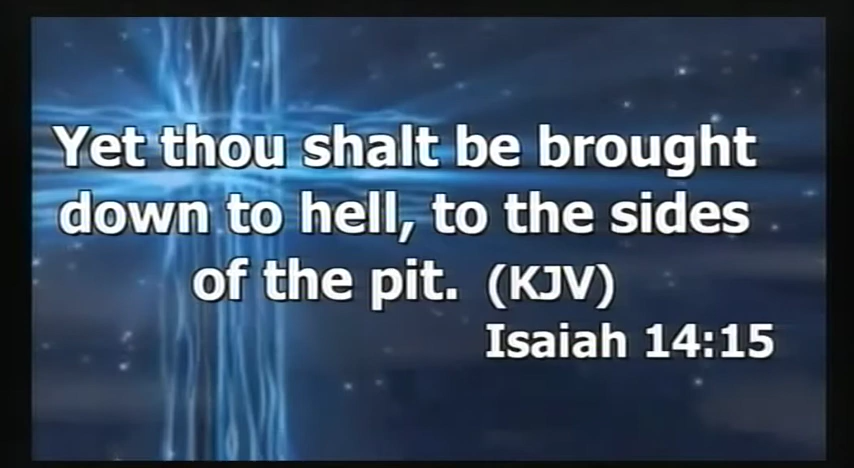 Yet thou shalt be brought
down to hell, to the sides
of the pit. (KJV)
Isaiah 14:15